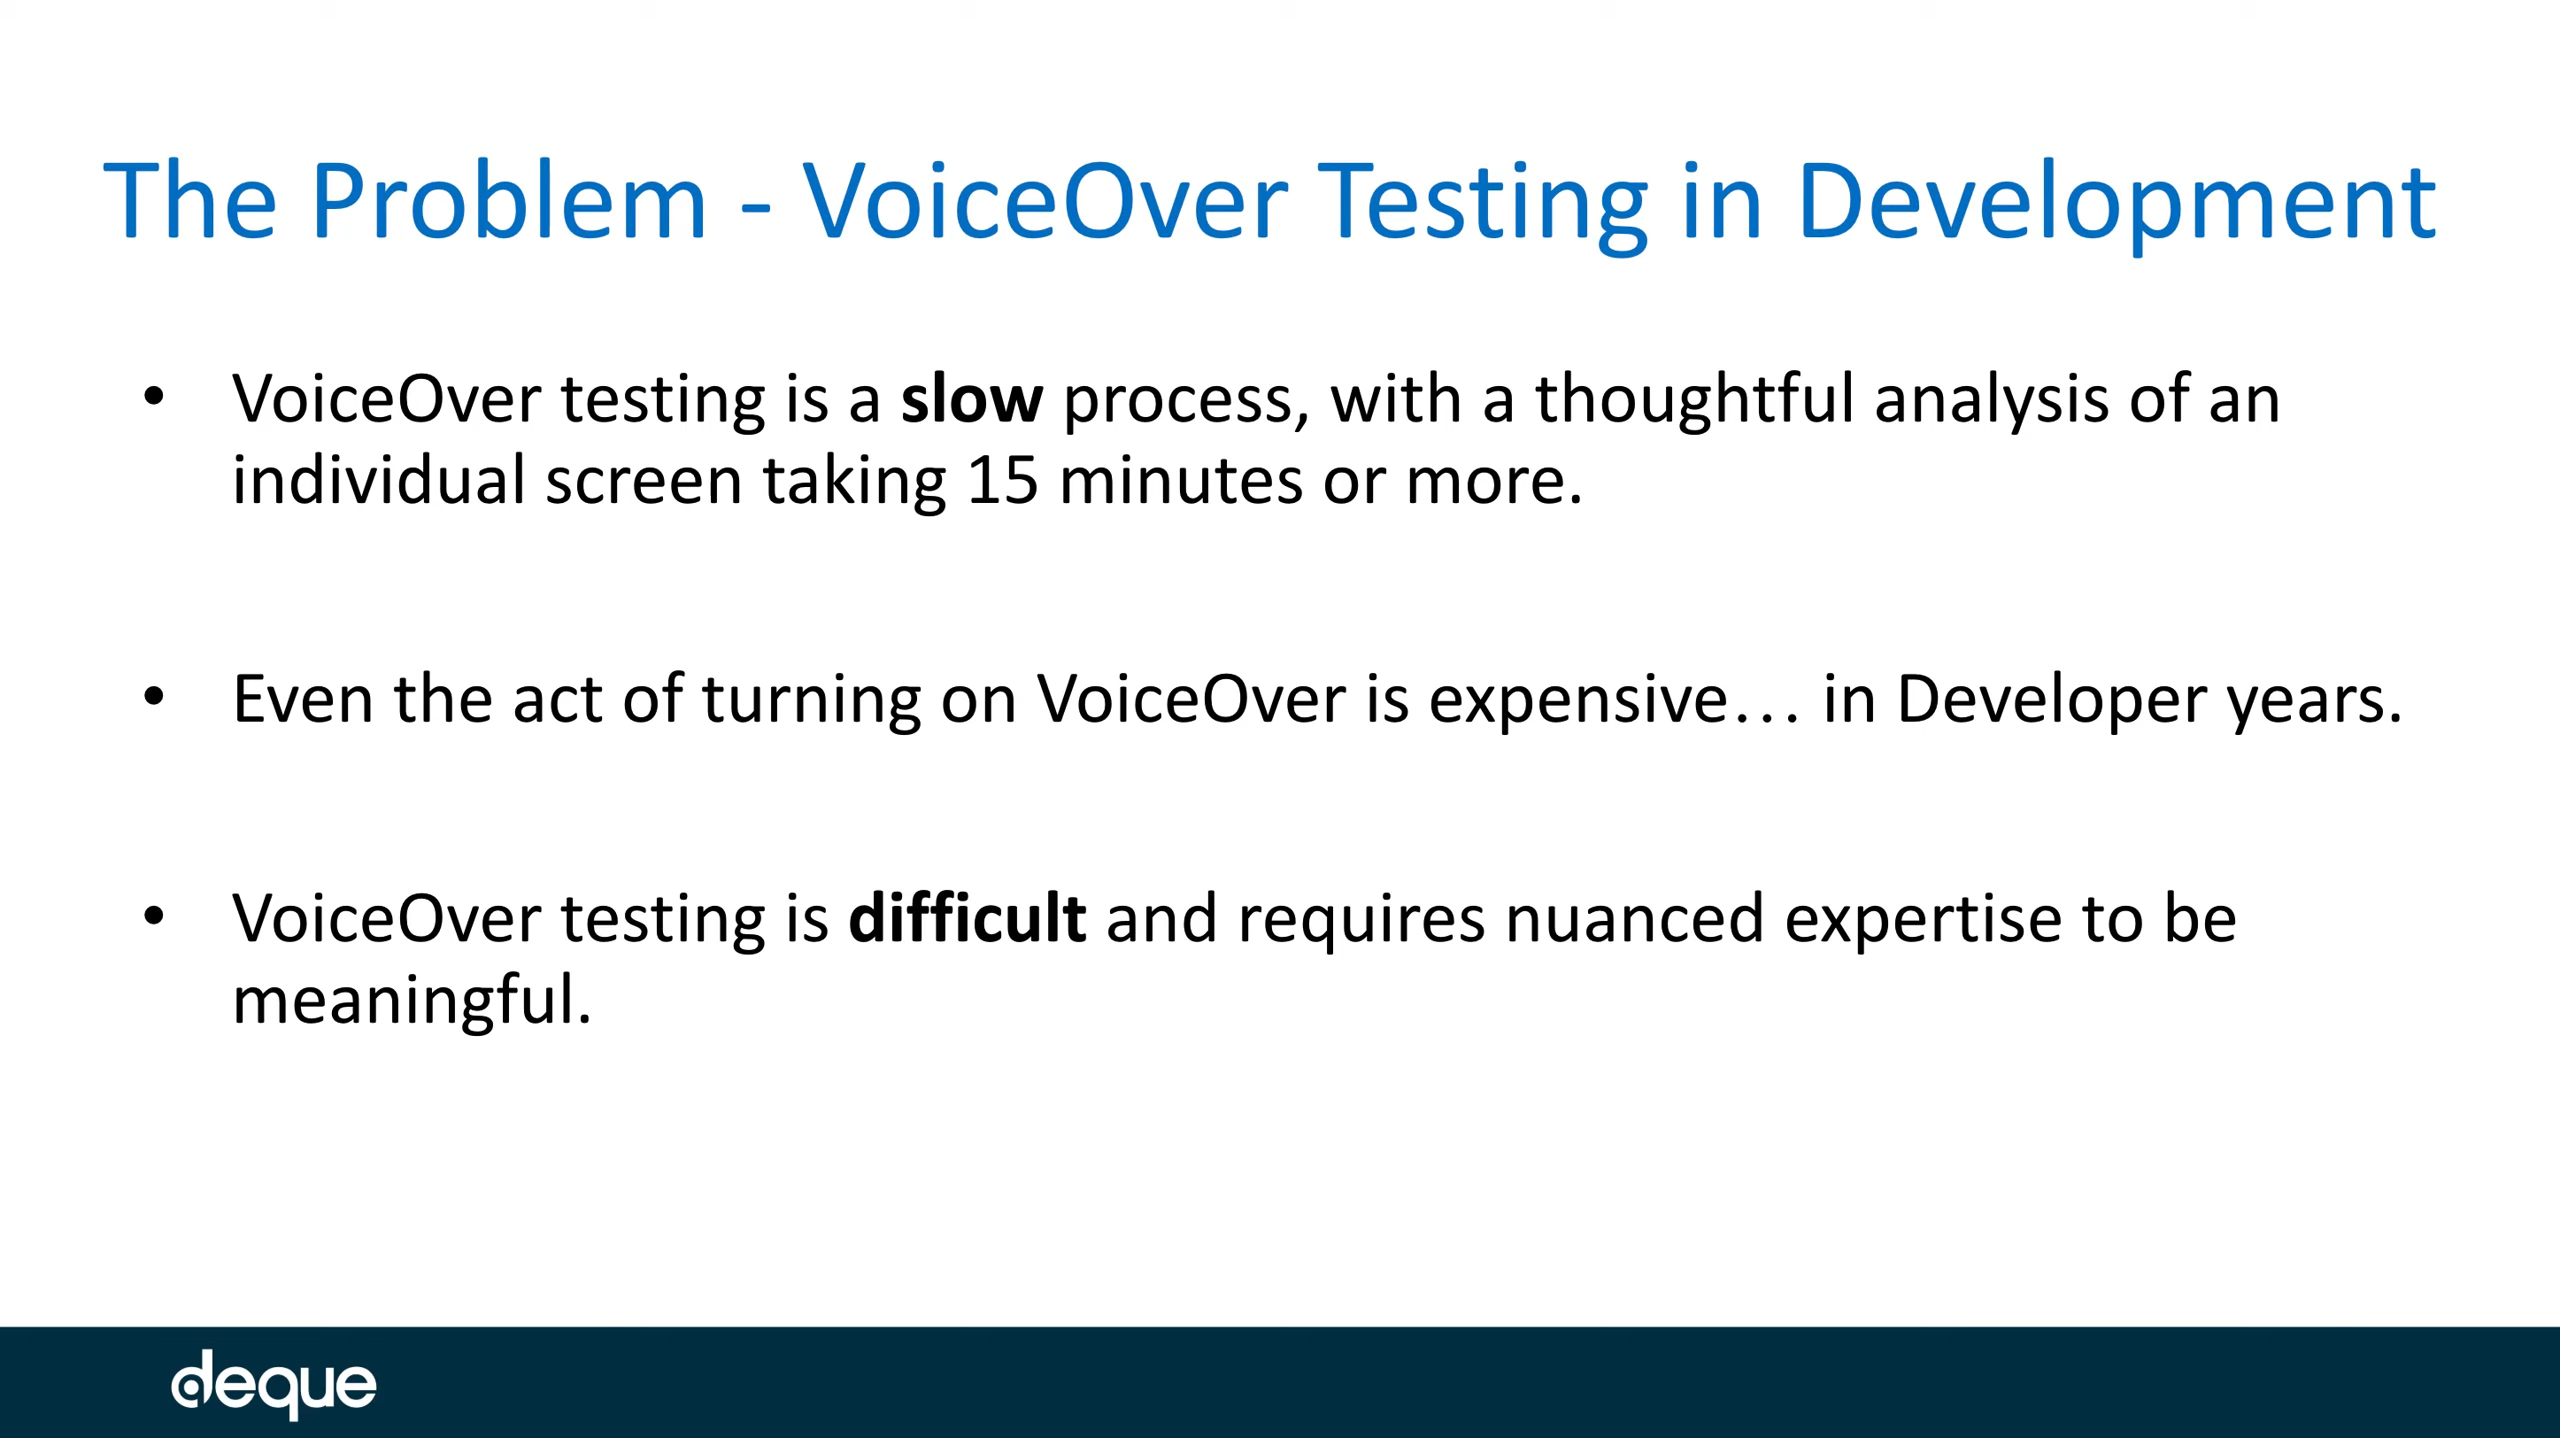 The Problem - VoiceOver Testing in Development
• VoiceOver testing is a slow process, with a thoughtful analysis of an
individual screen taking 15 minutes or more.
• Even the act of turning on VoiceOver is expensive… in Developer years.
• VoiceOver testing is difficult and requires nuanced expertise to be
meaningful.
deque